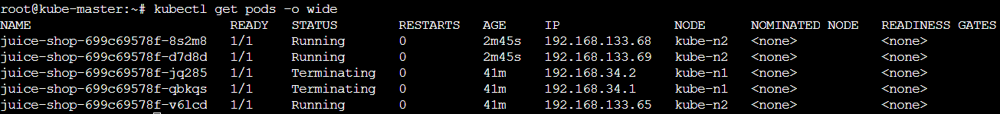 root@kube-master:~# kubectl get pods -o wide
NAME READY STATUS RESTARTS AGE IP NODE NOMINATED NODE READINESS GATES
juice-shop-699c69578f-8s2m8 1/1 Running 0 2m45s 192.168.133.68 kube-n2 <none> <none>
juice-shop-699c69578f-d7d8d 1/1 Running 0 2m45s 192.168.133.69 kube-n2 <none> <none>
juice-shop-699c69578f-jq285 1/1 Terminating 0 41m 192.168.34.2 kube-n1 <none> <none>
juice-shop-699c69578f-qbkqs 1/1 Terminating 0 41m 192.168.34.1 kube-n1 <none> <none>
juice-shop-699c69578f-v6lcd 1/1 Running 0 41m 192.168.133.65 kube-n2 <none> <none>